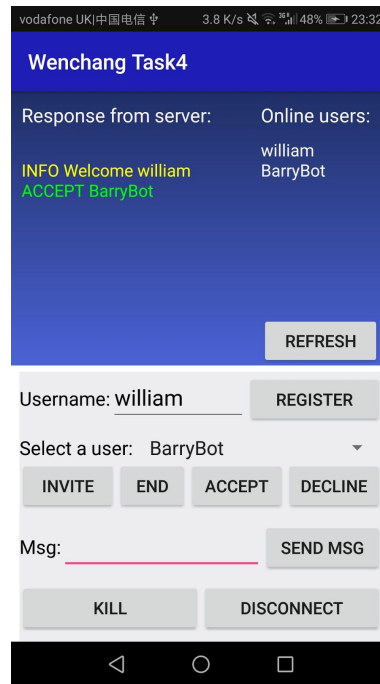 vodafone UK|中国电信 3.8 K/s 48% 23:32
Wenchang Task4
Response from server: Online users:
william
INFO Welcome william BarryBot
ACCEPT BarryBot
REFRESH
Username: william REGISTER
Select a user: BarryBot
INVITE END ACCEPT DECLINE
Msg: SEND MSG
KILL DISCONNECT